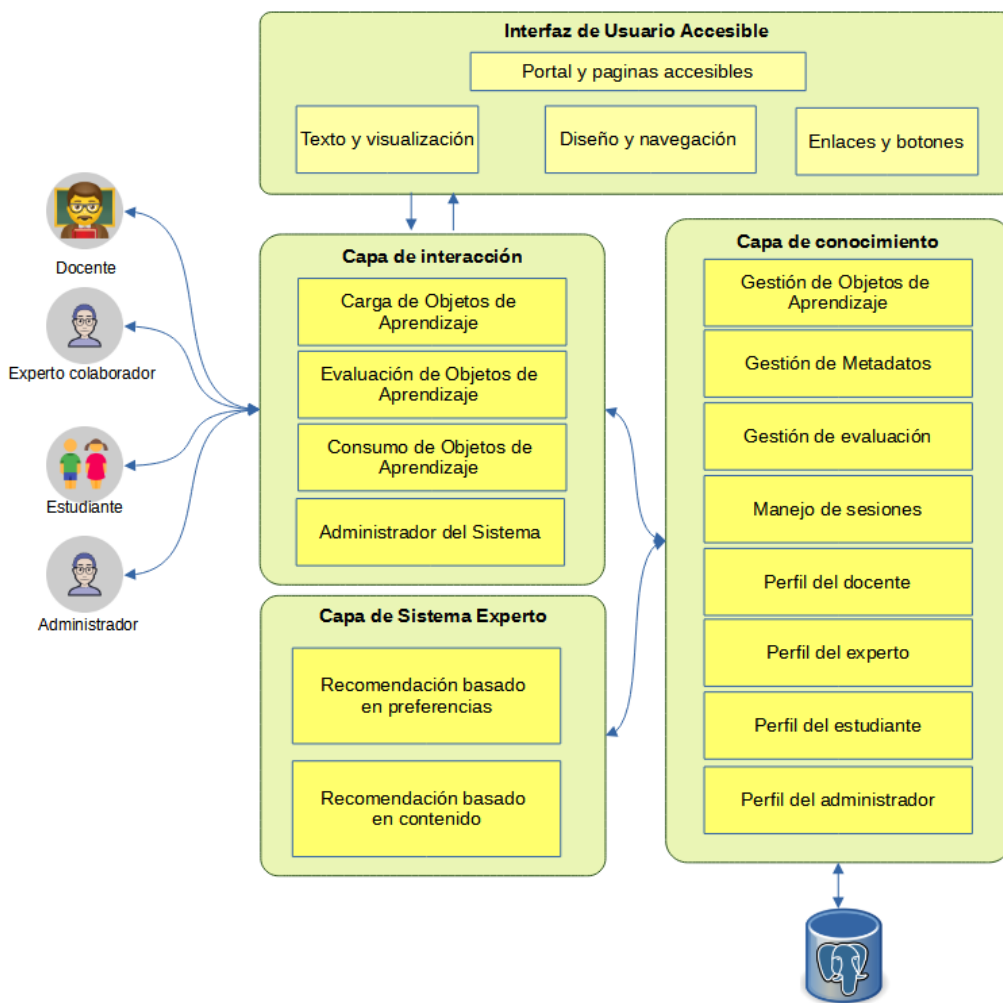 Interfaz de Usuario Accesible
Portal y paginas accesibles
Texto y visualización
Diseño y navegación
Enlaces y botones
Docente
Experto colaborador
Estudiante
Administrador
Capa de interacción
Carga de Objetos de
Aprendizaje
Evaluación de Objetos de
Aprendizaje
Consumo de Objetos de
Aprendizaje
Administrador del Sistema
Capa de Sistema Experto
Recomendación basado
en preferencias
Recomendación basado
en contenido
Capa de conocimiento
Gestión de Objetos de
Aprendizaje
Gestión de Metadatos
Gestión de evaluación
Manejo de sesiones
Perfil del docente
Perfil del experto
Perfil del estudiante
Perfil del administrador